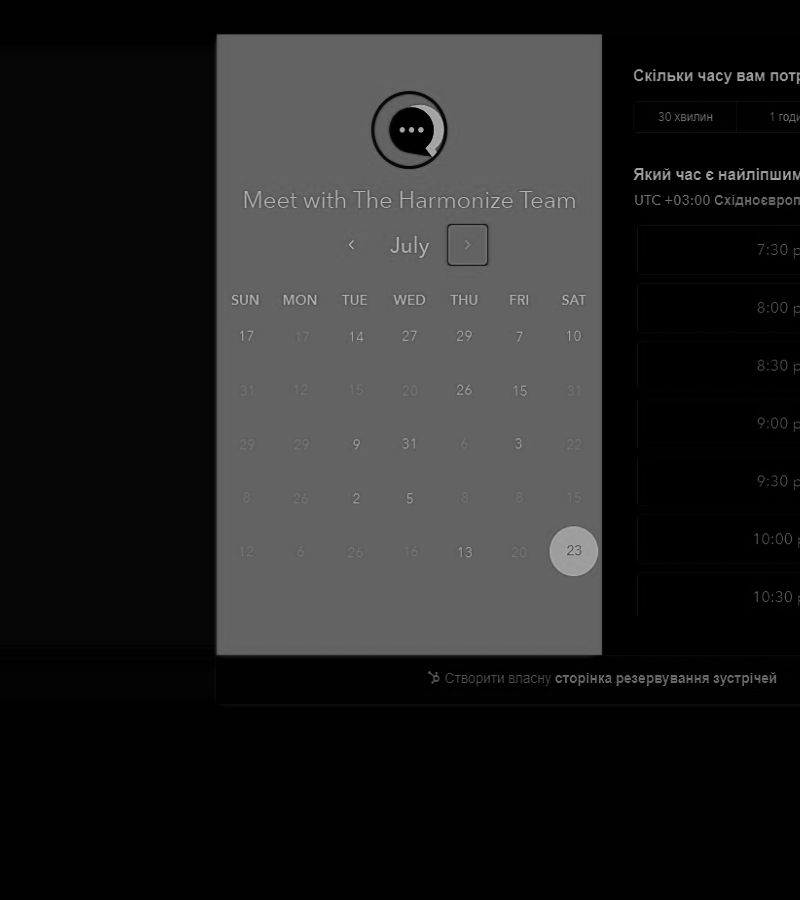 Meet with The Harmonize Team
July
SUN MON TUE WED THU FRI SAT
17 17 14 27 29 7 10
31 12 15 20 26 15 31
29 29 9 31 6 3 22
8 26 2 5 8 8 15
12 6 26 16 13 20 23
Скільки часу вам
30 хвилин 1
Який час є
UTC +03:00
7:30
8:00
8:30
9:00
9:30
10:00
10:30
Створити власну сторінка резервування зустрічей